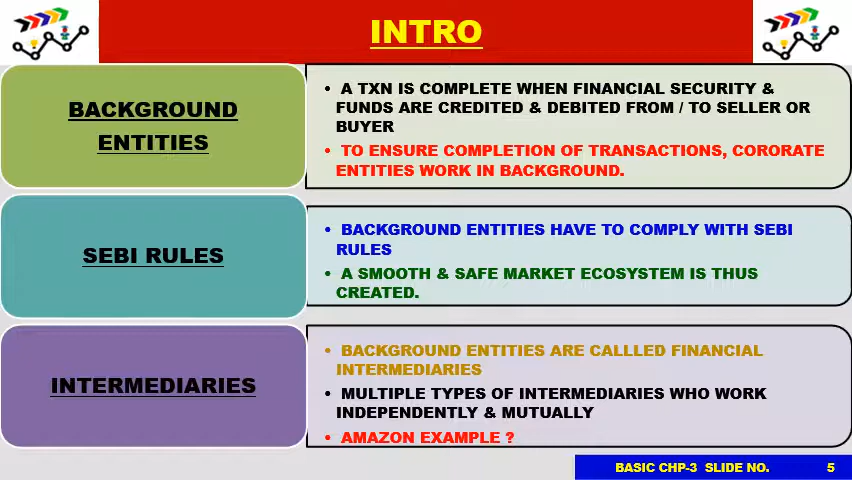 INTRO
BACKGROUND
ENTITIES
• A TXN IS COMPLETE WHEN FINANCIAL SECURITY &
FUNDS ARE CREDITED & DEBITED FROM / TO SELLER OR
BUYER
• TO ENSURE COMPLETION OF TRANSACTIONS, CORORATE
ENTITIES WORK IN BACKGROUND.
SEBI RULES
• BACKGROUND ENTITIES HAVE TO COMPLY WITH SEBI
RULES
• A SMOOTH & SAFE MARKET ECOSYSTEM IS THUS
CREATED.
INTERMEDIARIES
• BACKGROUND ENTITIES ARE CALLLED FINANCIAL
INTERMEDIARIES
• MULTIPLE TYPES OF INTERMEDIARIES WHO WORK
INDEPENDENTLY & MUTUALLY
• AMAZON EXAMPLE ?
BASIC CHP-3 SLIDE NO. 5